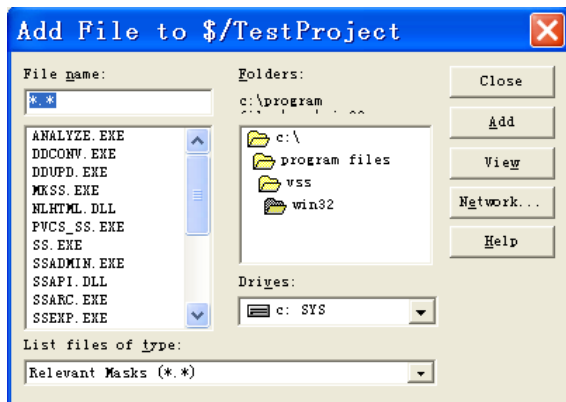 Add File to $/TestProject
File name:
*.*
ANALYZE.EXE
DDCONV.EXE
DDUPD.EXE
MKSS.EXE
NLHTML.DLL
PVCS_SS.EXE
SS.EXE
SSADMIN.EXE
SSAPI.DLL
SSARC.EXE
SSEXP.EXE
List files of type:
Relevant Masks (*.*)
Folders:
c:\program
c:\
program files
vss
win32
Drives:
c: SYS
Close
Add
View
Network...
Help